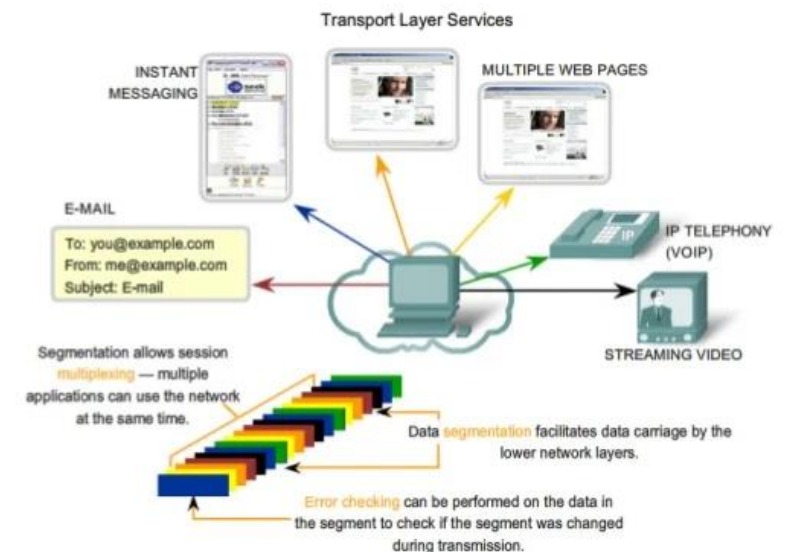 Transport Layer Services
INSTANT
MESSAGING
MULTIPLE WEB PAGES
E-MAIL
To: you@example.com
From: me@example.com
Subject: E-mail
IP
IP TELEPHONY
(VOIP)
STREAMING VIDEO
Segmentation allows session
multiplexing — multiple
applications can use the network
at the same time.
Data segmentation facilitates data carriage by the
lower network layers.
Error checking can be performed on the data in
the segment to check if the segment was changed
during transmission.